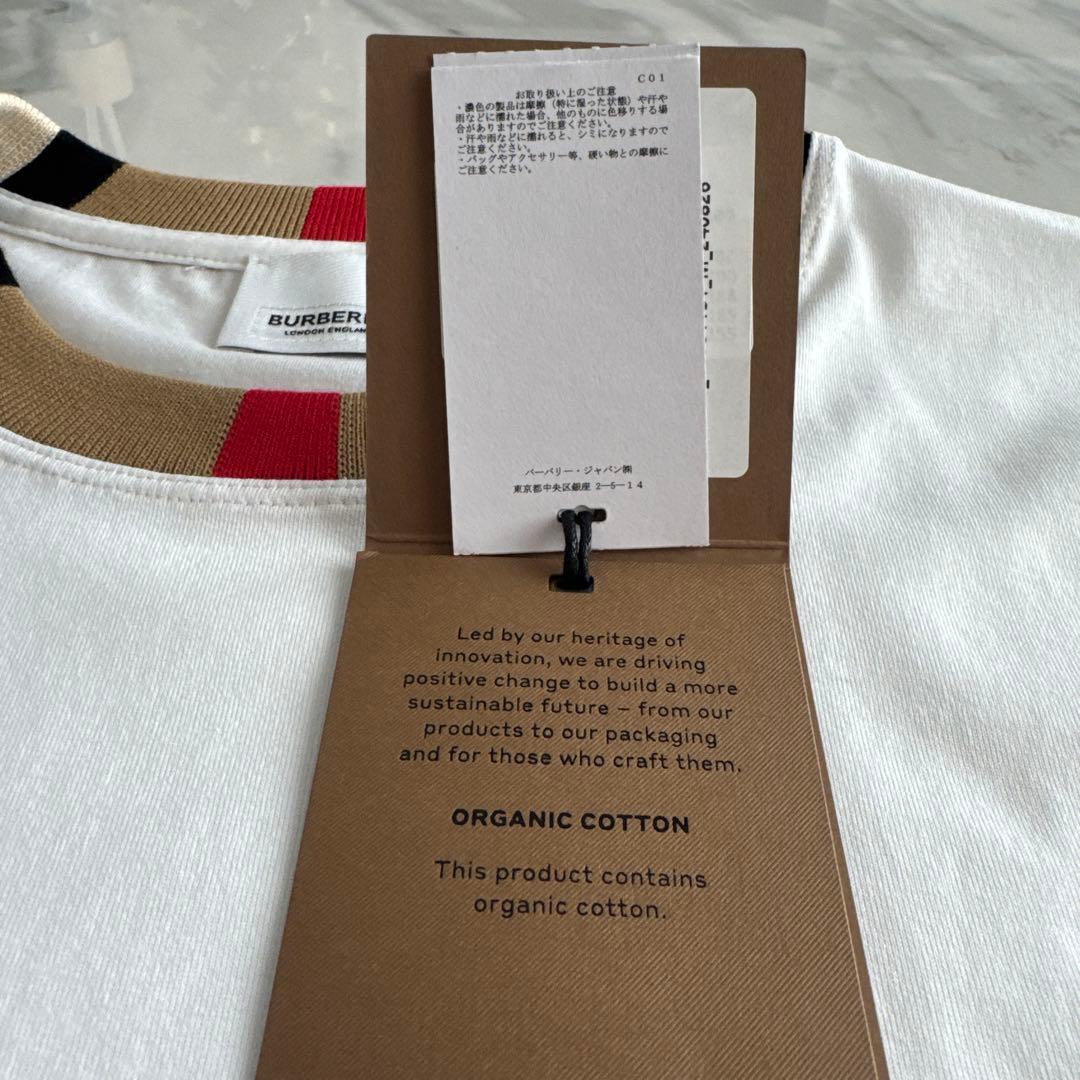 C01
お取り扱い上のご注意
・濃色の製品は摩擦（特に湿った状態）や汗や
雨などに濡れた場合、他のものに色移りする場
合がありますのでご注意ください。
・汗や雨などに濡れると、シミになりますので
ご注意ください。
・バッグやアクセサリー等、硬い物との摩擦に
ご注意ください。
バーバリー・ジャパン㈱
東京都中央区銀座 2―5―14
BURBER
LONDON ENGLAN
Led by our heritage of
innovation, we are driving
positive change to build a more
sustainable future – from our
products to our packaging
and for those who craft them.
ORGANIC COTTON
This product contains
organic cotton.